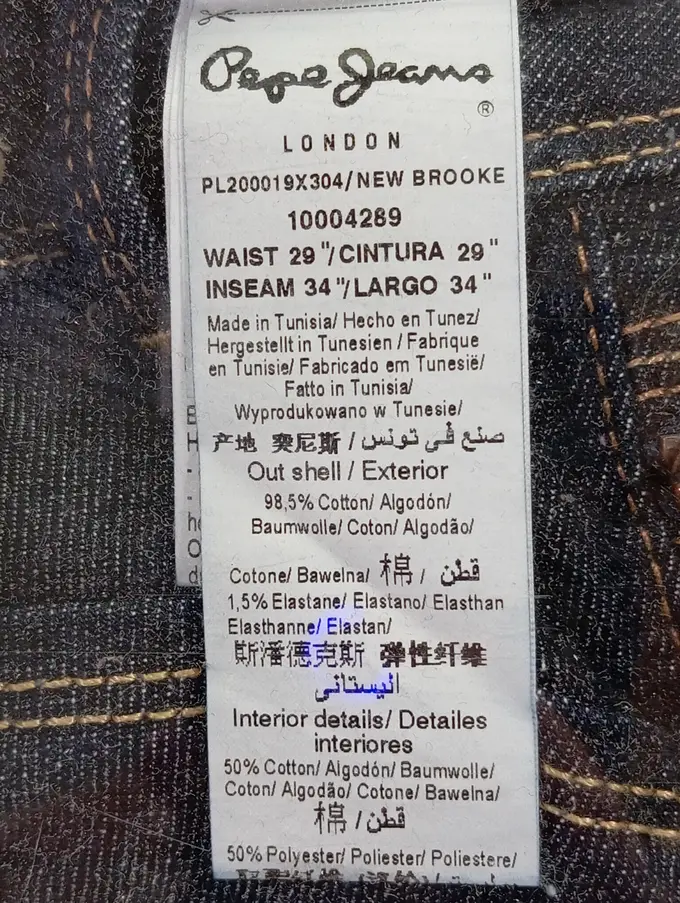 Pepe Jeans
®
LONDON
PL200019X304/NEW BROOKE
10004289
WAIST 29"/CINTURA 29"
INSEAM 34"/LARGO 34"
Made in Tunisia/ Hecho en Tunez/
Hergestellt in Tunesien / Fabrique
en Tunisie/ Fabricado em Tunesië/
Fatto in Tunisia/
Wyprodukowano w Tunesie/
产地 突尼斯 / صنع في تونس
Out shell / Exterior
98,5% Cotton/ Algodón/
Baumwolle/ Coton/ Algodão/
Cotone/ Bawelna/ 棉 / قطن
1,5% Elastane/ Elastano/ Elasthan
Elasthanne/ Elastan/
斯潘德克斯 弹性纤维
اليستاني
Interior details/ Detailes
interiores
50% Cotton/ Algodón/ Baumwolle/
Coton/ Algodão/ Cotone/ Bawelna/
棉 / قطن
50% Polyester/ Poliester/ Poliestere/